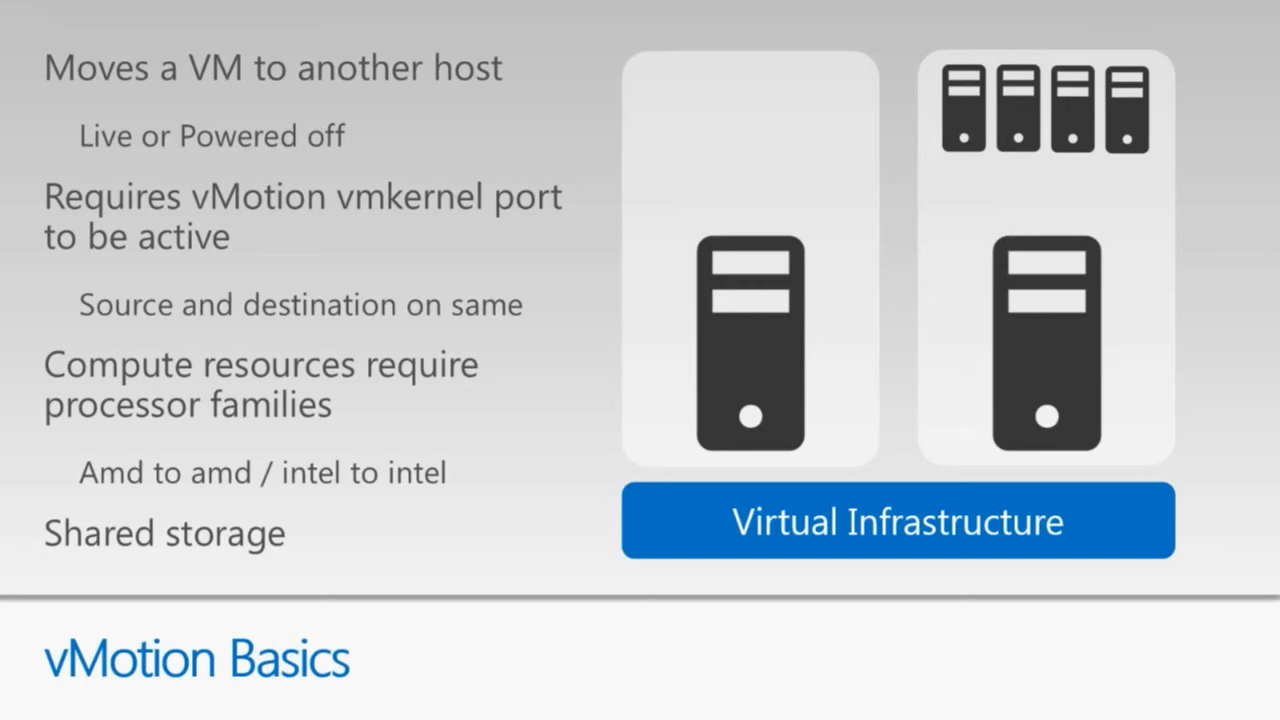 Moves a VM to another host
Live or Powered off
Requires vMotion vmkernel port
to be active
Source and destination on same
Compute resources require
processor families
Amd to amd / intel to intel
Shared storage
Virtual Infrastructure
vMotion Basics